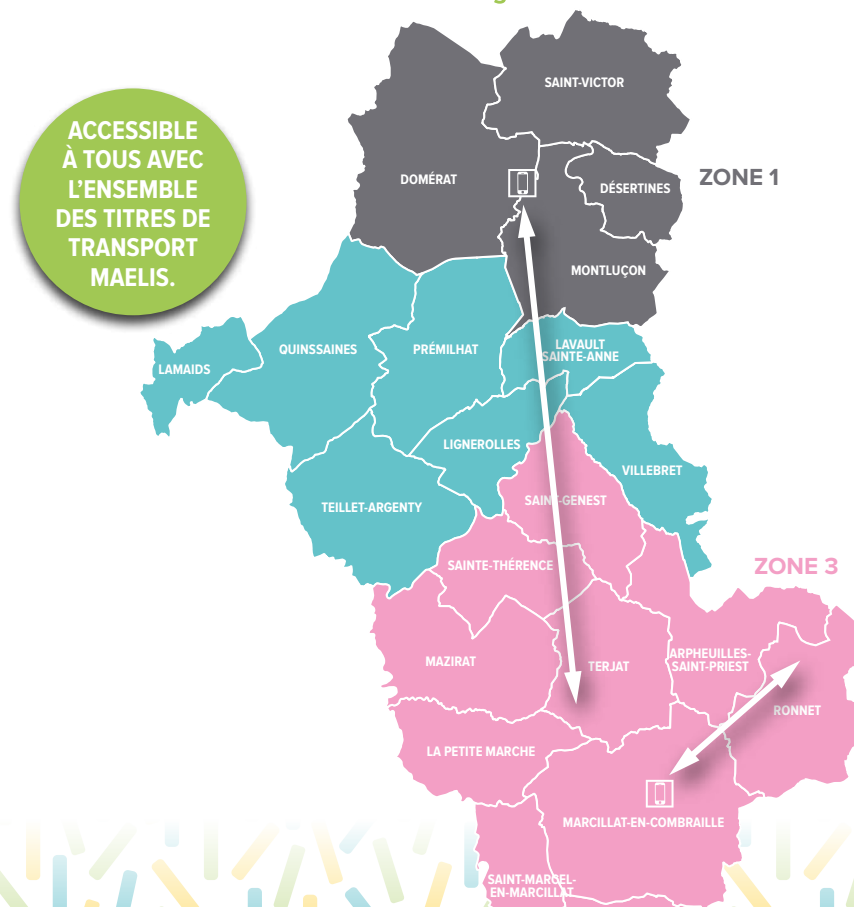 SAINT-VICTOR
ACCESSIBLE
À TOUS AVEC
L'ENSEMBLE
DES TITRES DE
TRANSPORT
MAELIS.
DOMÉRAT
ZONE 1
DÉSERTINES
MONTLUÇON
LAMAIDS
QUINSSAINES
PRÉMILHAT
LAVAULT
SAINTE-ANNE
LIGNEROLLES
VILLEBRET
TEILLET-ARGENTY
SAINT-GENEST
SAINTE-THÉRENCE
ZONE 3
MAZIRAT
TERJAT
ARPHEUILLES-
SAINT-PRIEST
RONNET
LA PETITE MARCHE
MARCILLAT-EN-COMBRAILLE
SAINT-MARCEL-
EN-MARCILLAT